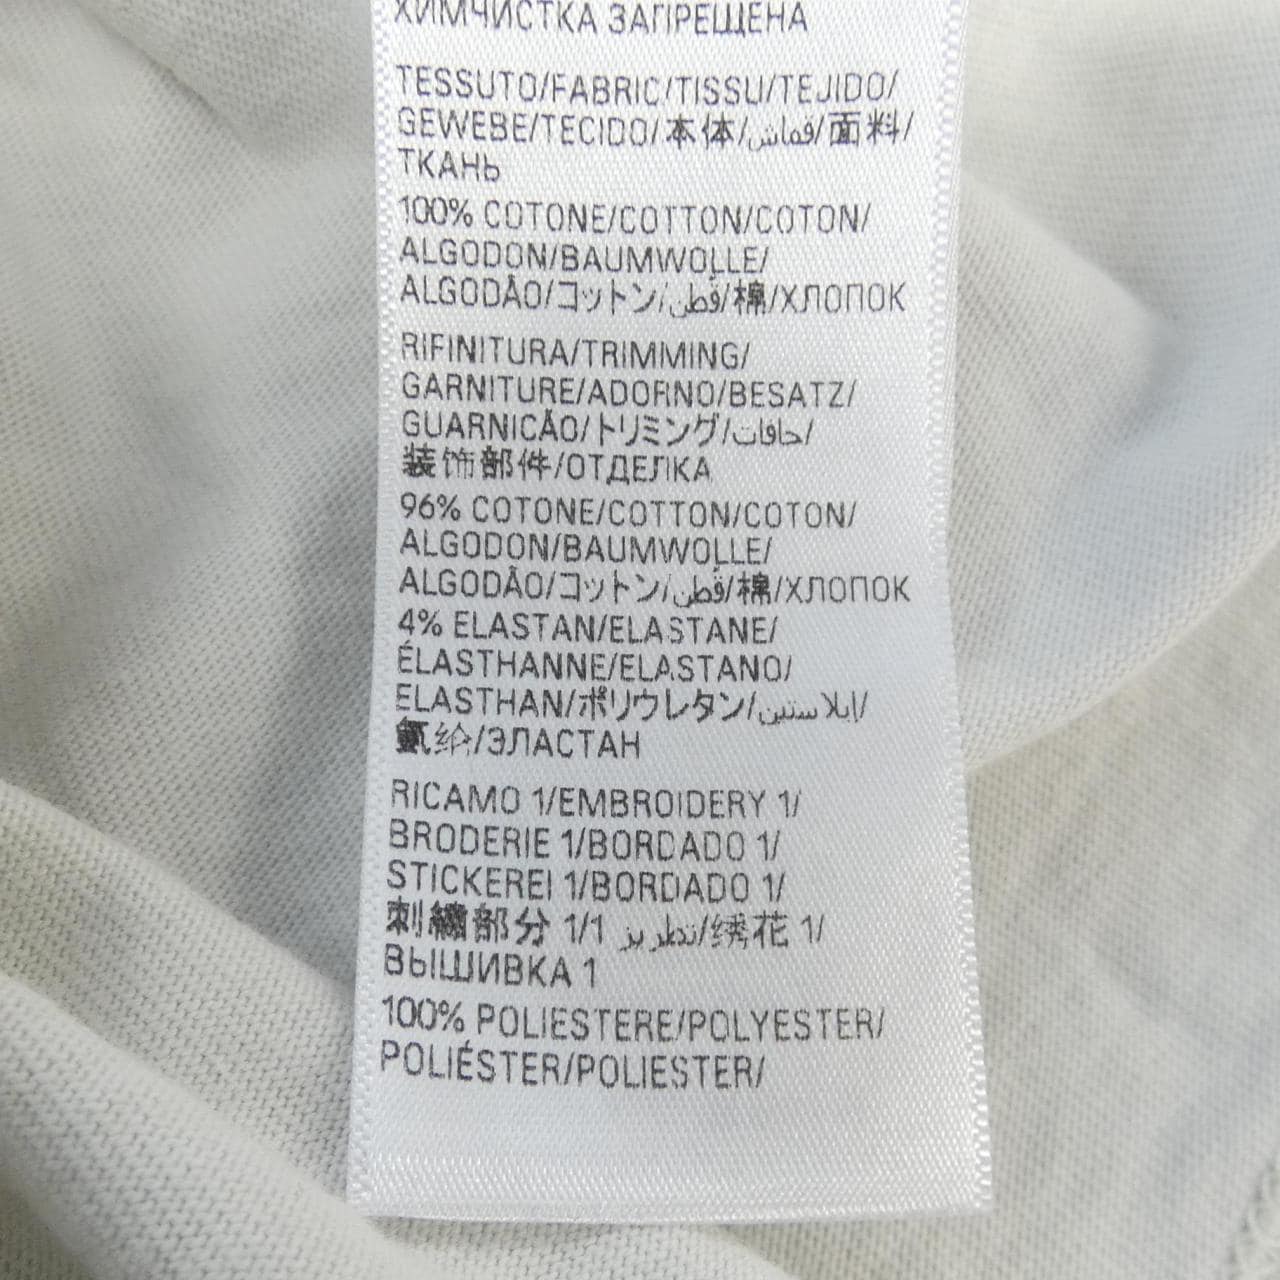 ХИМЧИСТКА ЗАПРЕЩЕНА
TESSUTO/FABRIC/TISSU/TEJIDO/
GEWEBE/TECIDO/本体/قماش/面料/
ТКАНЬ
100% COTONE/COTTON/COTON/
ALGODON/BAUMWOLLE/
ALGODÃO/コットン/قطن/棉/ХЛОПОК
RIFINITURA/TRIMMING/
GARNITURE/ADORNO/BESATZ/
GUARNICÃO/トリミング/حافات/
装饰部件/ОТДЕЛКА
96% COTONE/COTTON/COTON/
ALGODON/BAUMWOLLE/
ALGODÃO/コットン/قطن/棉/ХЛОПОК
4% ELASTAN/ELASTANE/
ÉLASTHANNE/ELASTANO/
ELASTHAN/ポリウレタン/إيلاستين/
氨纶/ЭЛАСТАН
RICAMO 1/EMBROIDERY 1/
BRODERIE 1/BORDADO 1/
STICKEREI 1/BORDADO 1/
刺繍部分 1/1 تطريز/绣花 1/
ВЫШИВКА 1
100% POLIESTERE/POLYESTER/
POLIÉSTER/POLIESTER/